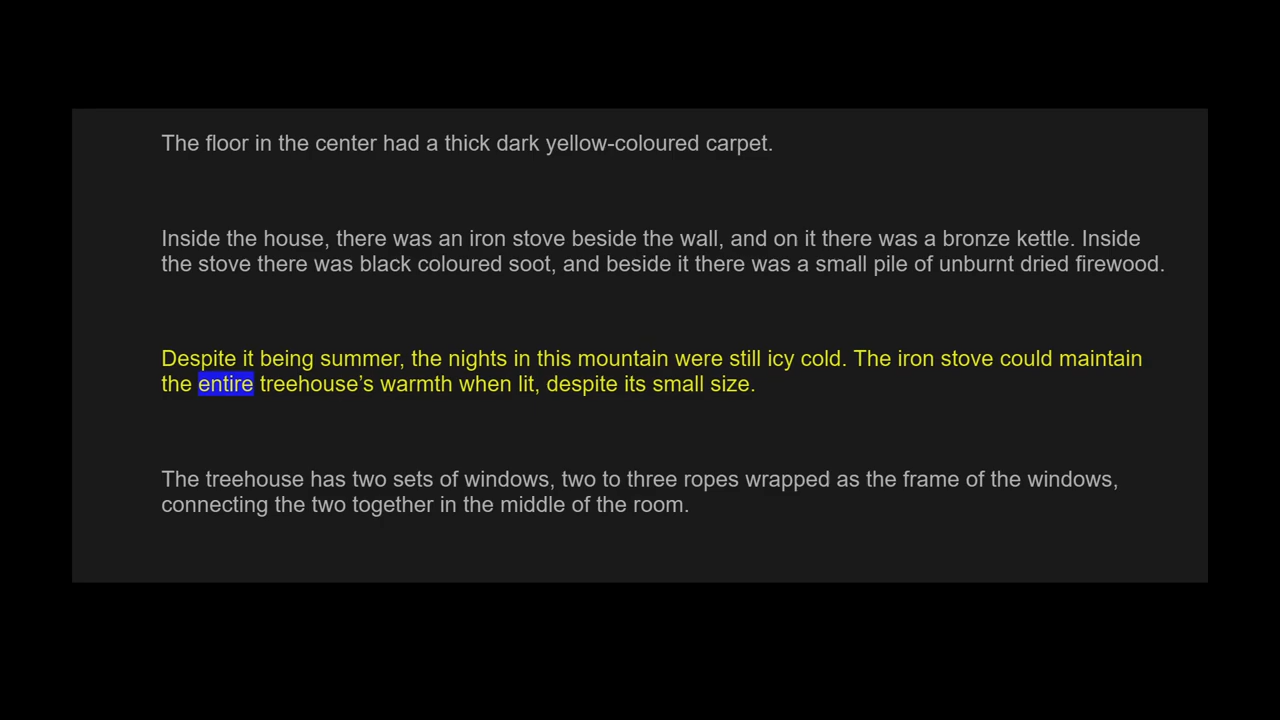 The floor in the center had a thick dark yellow-coloured carpet.
Inside the house, there was an iron stove beside the wall, and on it there was a bronze kettle. Inside
the stove there was black coloured soot, and beside it there was a small pile of unburnt dried firewood.
Despite it being summer, the nights in this mountain were still icy cold. The iron stove could maintain
the entire treehouse’s warmth when lit, despite its small size.
The treehouse has two sets of windows, two to three ropes wrapped as the frame of the windows,
connecting the two together in the middle of the room.